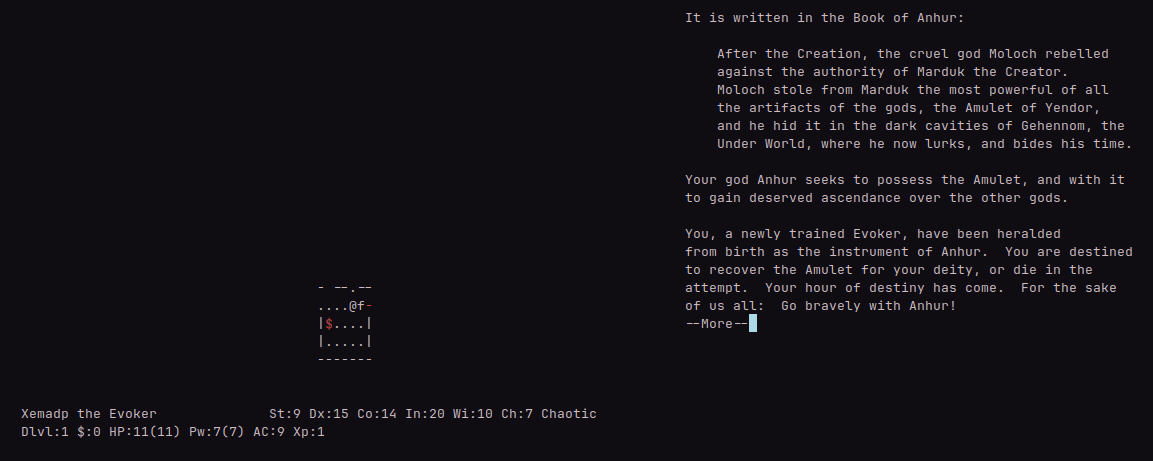 It is written in the Book of Anhur:
After the Creation, the cruel god Moloch rebelled
against the authority of Marduk the Creator.
Moloch stole from Marduk the most powerful of all
the artifacts of the gods, the Amulet of Yendor,
and he hid it in the dark cavities of Gehennom, the
Under World, where he now lurks, and bides his time.
Your god Anhur seeks to possess the Amulet, and with it
to gain deserved ascendance over the other gods.
You, a newly trained Evoker, have been heralded
from birth as the instrument of Anhur.  You are destined
to recover the Amulet for your deity, or die in the
attempt.  Your hour of destiny has come.  For the sake
of us all:  Go bravely with Anhur!
--More--
- --.--
....@f-
|$....|
|.....|
-------
Xemadp the Evoker              St:9 Dx:15 Co:14 In:20 Wi:10 Ch:7 Chaotic
Dlvl:1 $:0 HP:11(11) Pw:7(7) AC:9 Xp:1